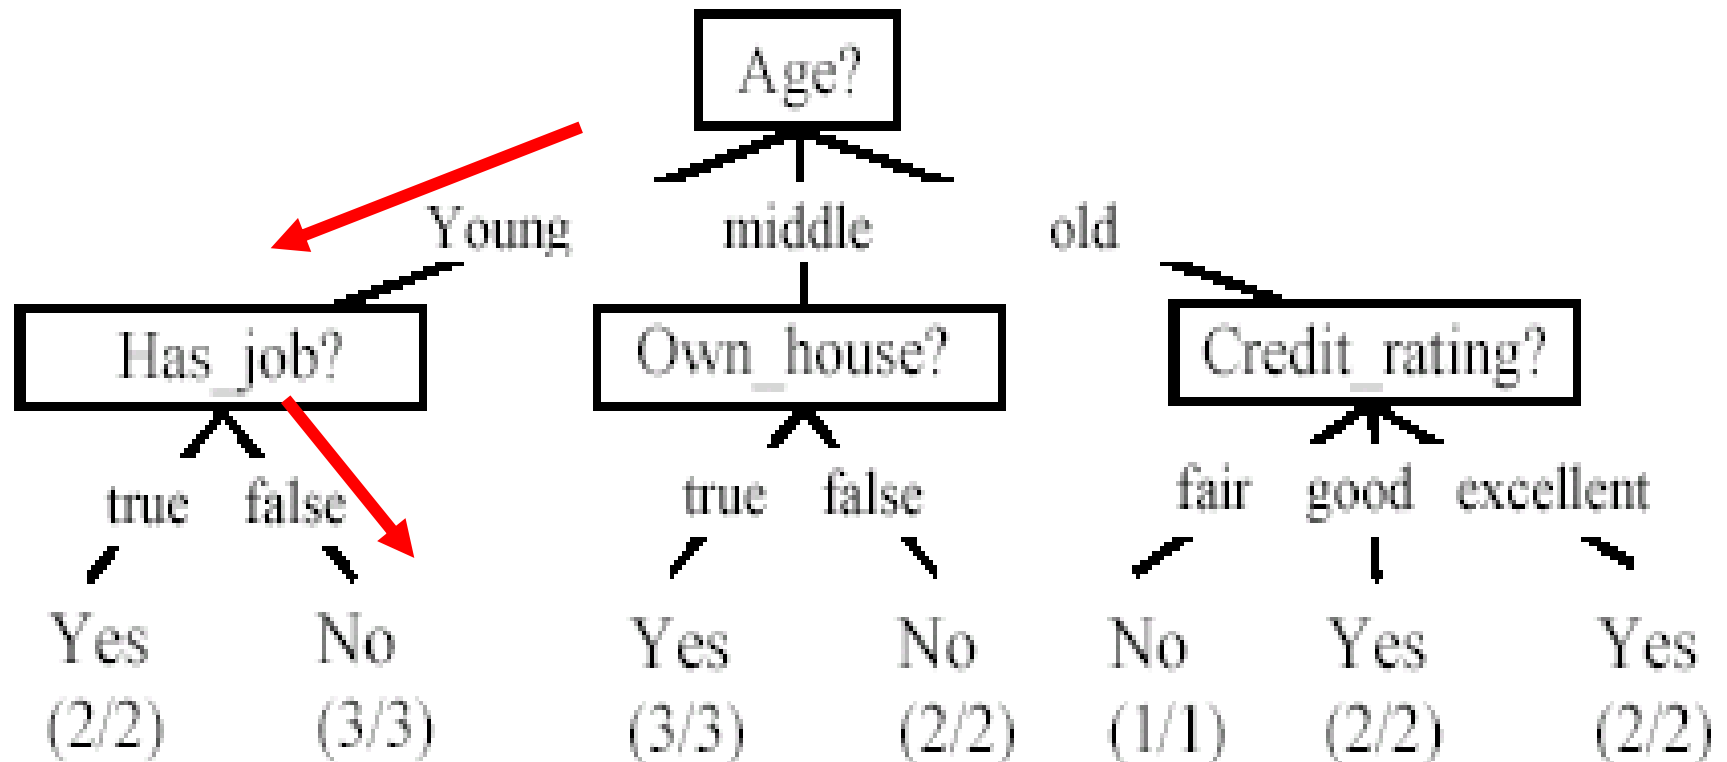 Age?
Young middle old
Has_job? Own_house? Credit_rating?
true false true false fair good excellent
Yes No Yes No No Yes Yes
(2/2) (3/3) (3/3) (2/2) (1/1) (2/2) (2/2)